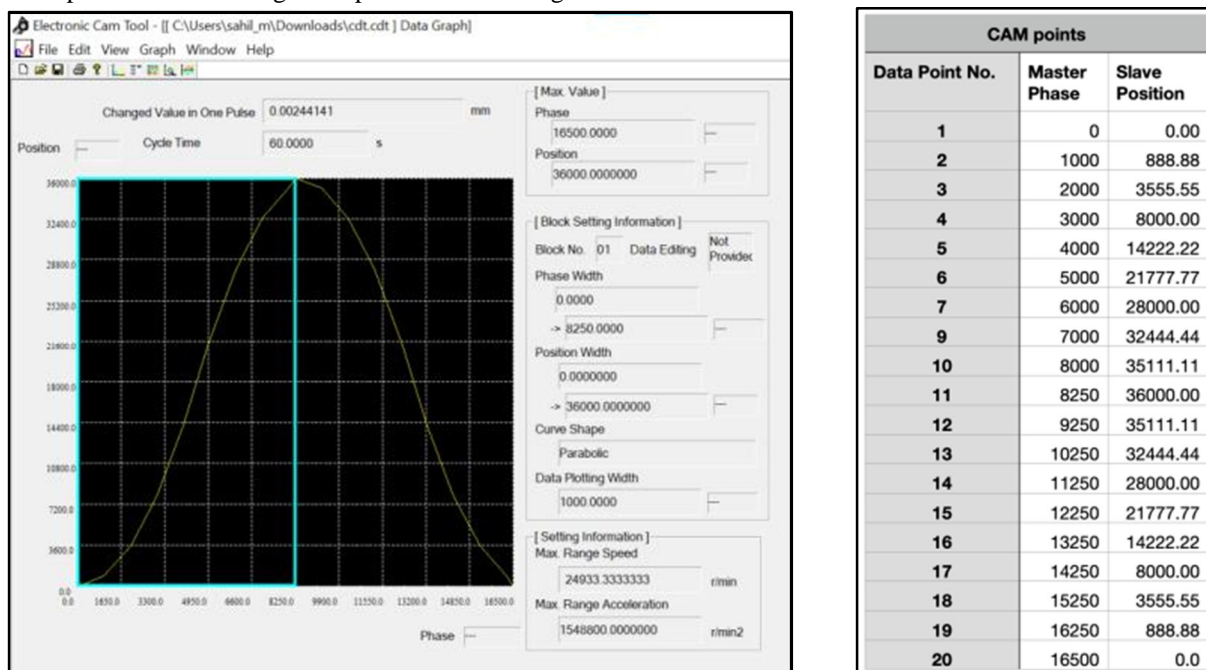 Electronic Cam Tool - [[ C:\Users\sahil_m\Downloads\cdt.cdt ] Data Graph]
File Edit View Graph Window Help
Changed Value in One Pulse 0.00244141 mm
Position --- Cycle Time 60.0000 s
36000.0
32400.0
28800.0
25200.0
21600.0
18000.0
14400.0
10800.0
7200.0
3600.0
0.0
0.0 1650.0 3300.0 4950.0 6600.0 8250.0 9900.0 11550.0 13200.0 14850.0 16500.0
Phase ---
[ Max. Value ]
Phase
16500.0000 ---
Position
36000.0000000 ---
[ Block Setting Information ]
Block No. 01 Data Editing Not
Phase Width
0.0000
-> 8250.0000 ---
Position Width
0.0000000
-> 36000.0000000 ---
Curve Shape
Parabolic
Data Plotting Width
1000.0000 ---
[ Setting Information ]
Max. Range Speed
24933.3333333 r/min
Max. Range Acceleration
1548800.0000000 r/min2
CAM points
Data Point No. Master Phase Slave Position
1 0 0.00
2 1000 888.88
3 2000 3555.55
4 3000 8000.00
5 4000 14222.22
6 5000 21777.77
7 6000 28000.00
9 7000 32444.44
10 8000 35111.11
11 8250 36000.00
12 9250 35111.11
13 10250 32444.44
14 11250 28000.00
15 12250 21777.77
16 13250 14222.22
17 14250 8000.00
18 15250 3555.55
19 16250 888.88
20 16500 0.0